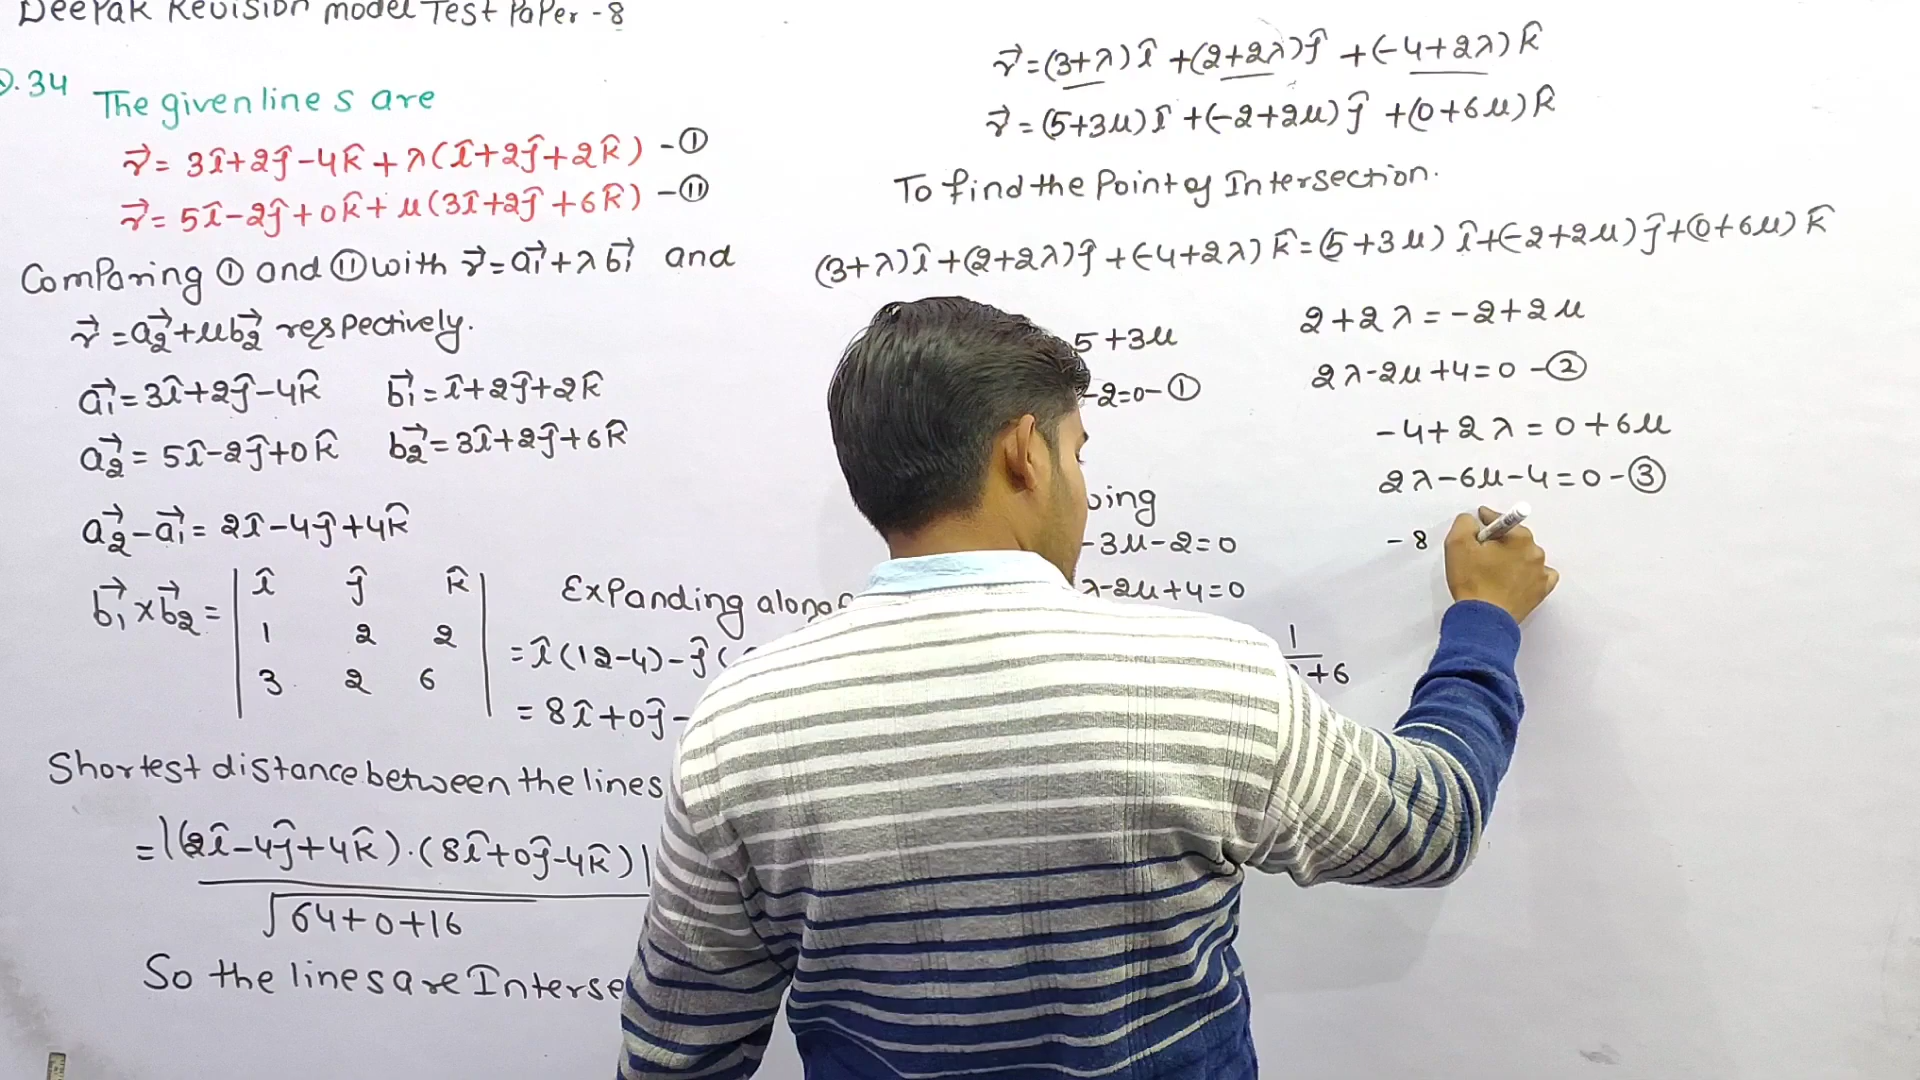 Deepak Revision model Test Paper - 8
Q.34 The given lines are
r⃗ = 3î+2ĵ-4k̂+λ(î+2ĵ+2k̂) -①
r⃗ = 5î-2ĵ+0k̂+μ(3î+2ĵ+6k̂) -⑪
Comparing ① and ⑪ with r⃗ = a₁⃗+λb₁⃗ and
r⃗ = a₂⃗+μb₂⃗ respectively.
a₁⃗ = 3î+2ĵ-4k̂ b₁⃗ = î+2ĵ+2k̂
a₂⃗ = 5î-2ĵ+0k̂ b₂⃗ = 3î+2ĵ+6k̂
a₂⃗-a₁⃗ = 2î-4ĵ+4k̂
b₁⃗×b₂⃗ = | î ĵ k̂ |
1 2 2
3 2 6
Expanding along
= î(12-4)-ĵ(
= 8î+0ĵ-
Shortest distance between the lines
= |(2î-4ĵ+4k̂).(8î+0ĵ-4k̂)|
√64+0+16
So the lines are Interse
r⃗ = (3+λ)î+(2+2λ)ĵ+(-4+2λ)k̂
r⃗ = (5+3μ)î+(-2+2μ)ĵ+(0+6μ)k̂
To find the Point of Intersection.
(3+λ)î+(2+2λ)ĵ+(-4+2λ)k̂ = (5+3μ)î+(-2+2μ)ĵ+(0+6μ)k̂
5+3μ
-2=0-①
2+2λ = -2+2μ
2λ-2μ+4=0 -②
-4+2λ = 0+6μ
2λ-6μ-4=0 -③
-8
-3μ-2=0
λ-2μ+4=0
1
+6